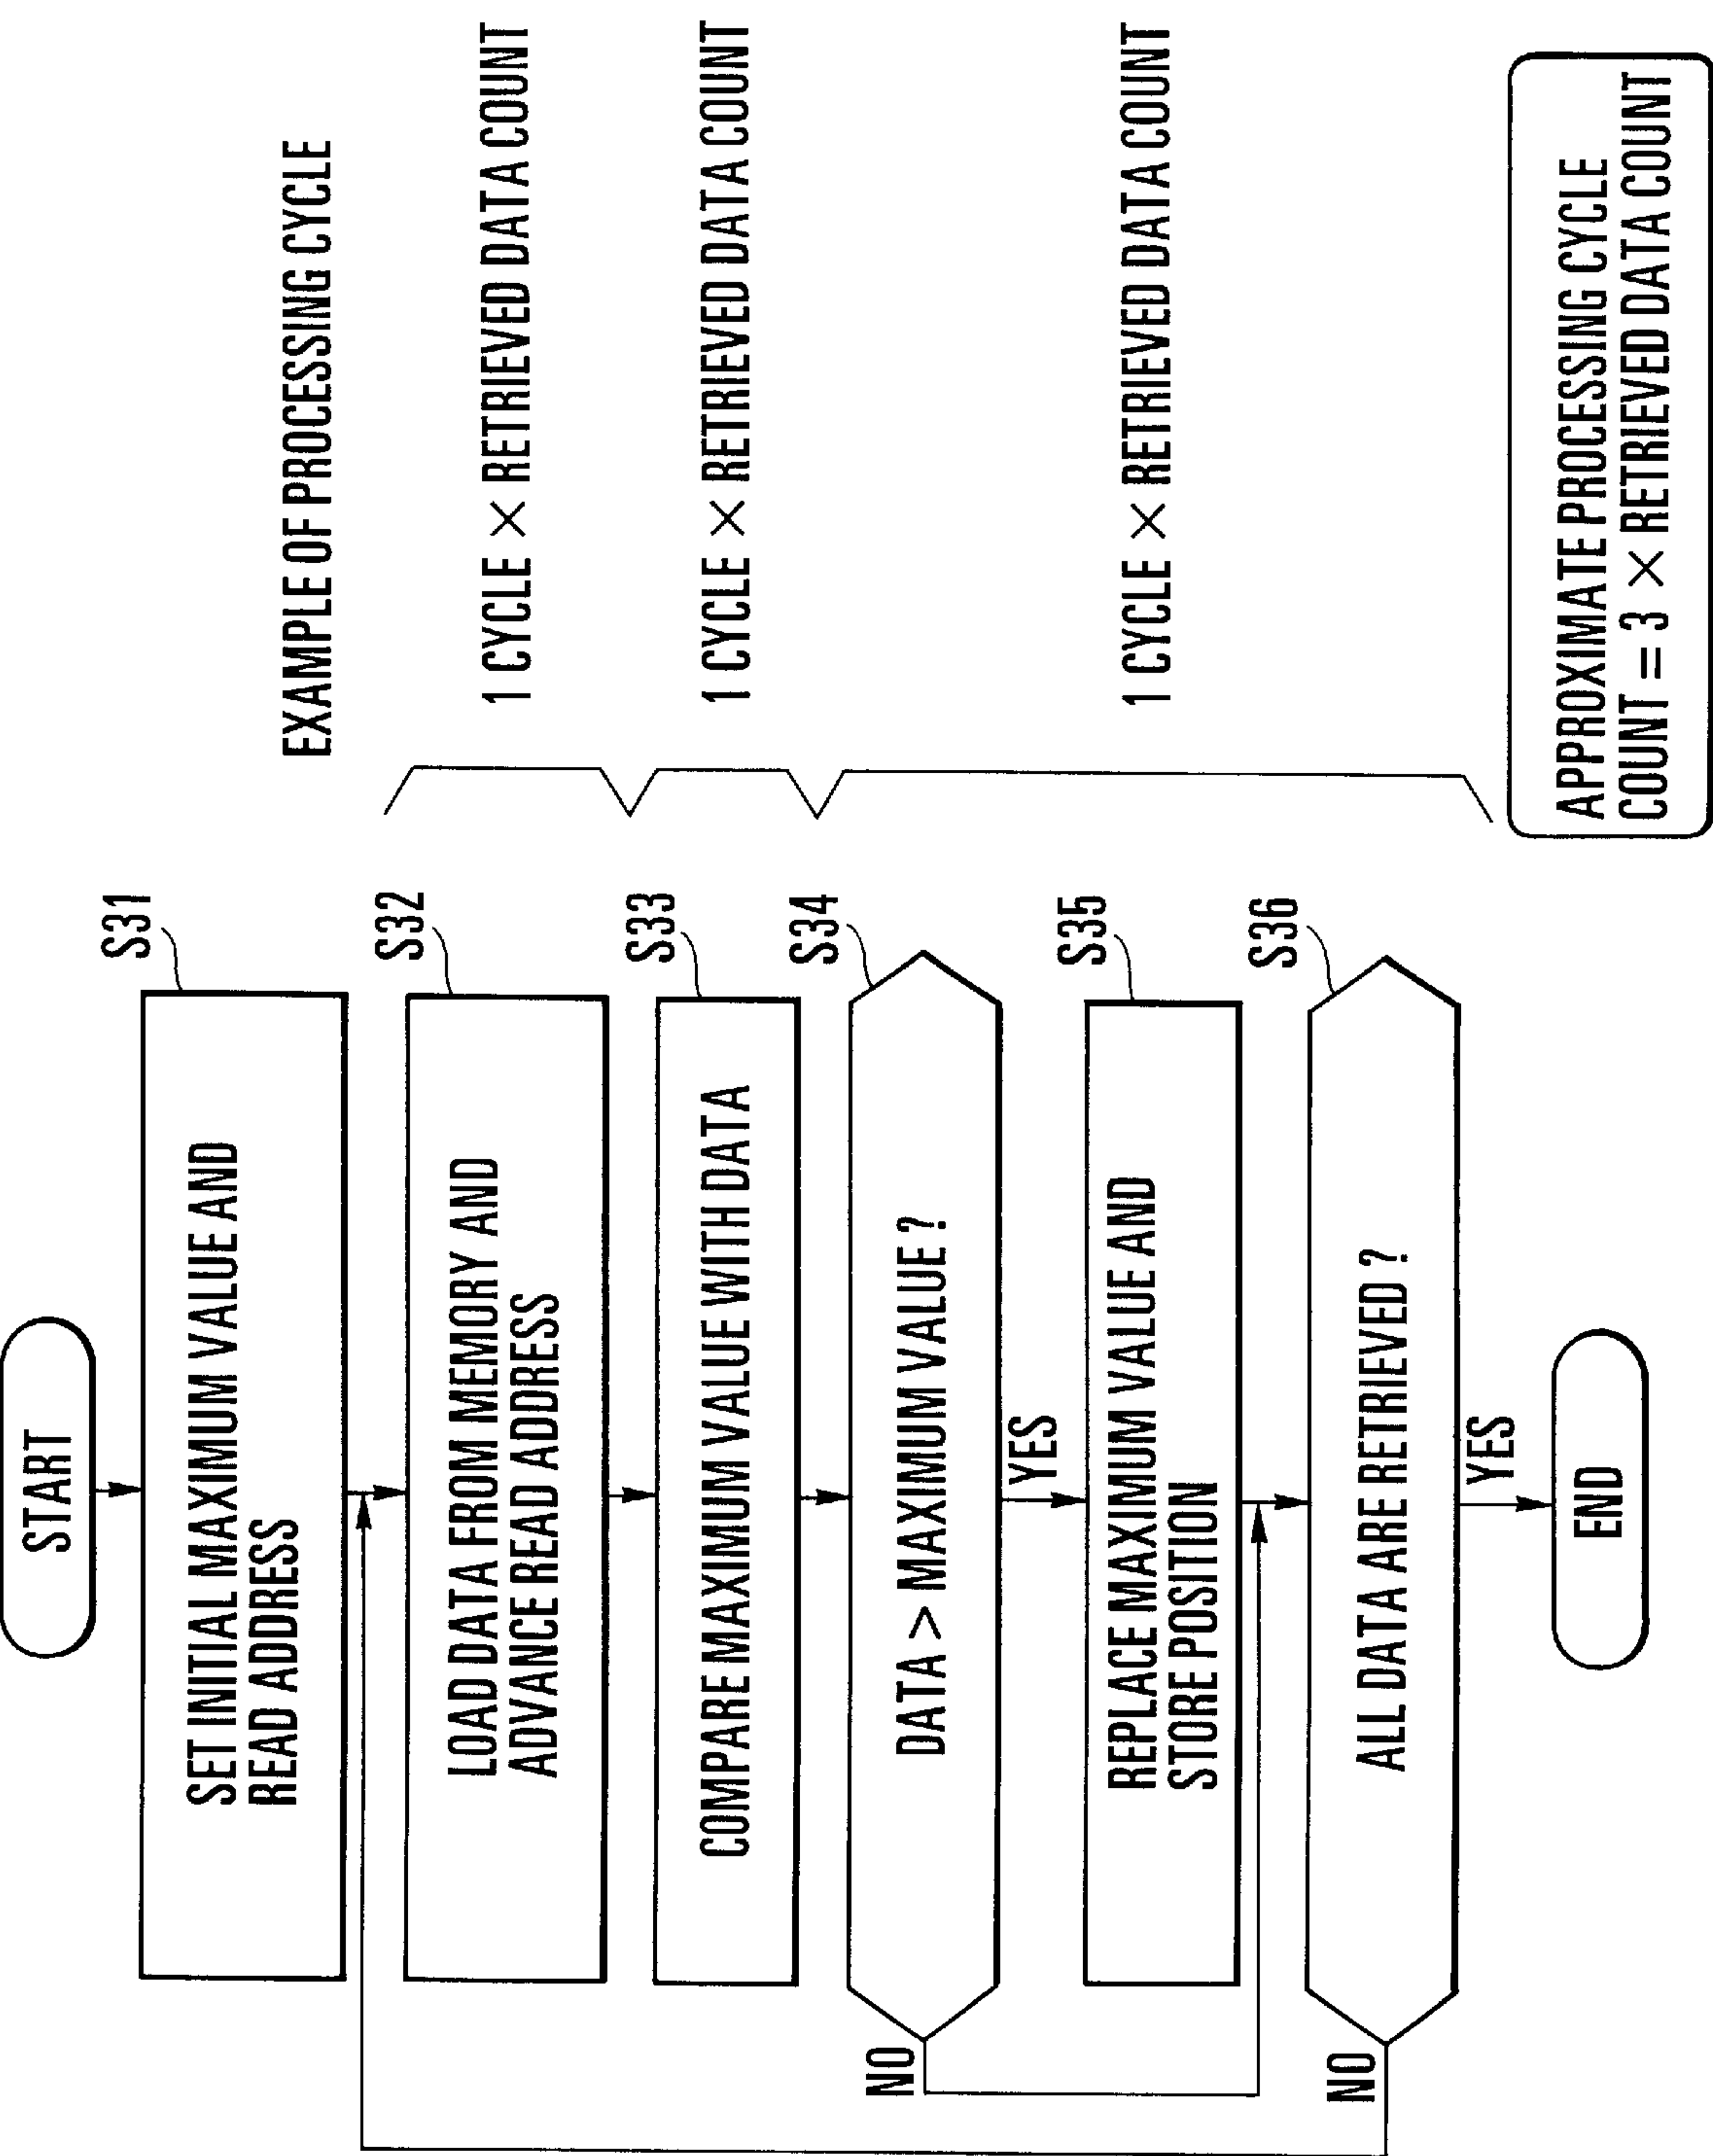 START
S31
SET INITIAL MAXIMUM VALUE AND
READ ADDRESS
EXAMPLE OF PROCESSING CYCLE
S32
LOAD DATA FROM MEMORY AND
ADVANCE READ ADDRESS
1 CYCLE × RETRIEVED DATA COUNT
S33
COMPARE MAXIMUM VALUE WITH DATA
1 CYCLE × RETRIEVED DATA COUNT
S34
DATA > MAXIMUM VALUE ?
NO
YES
S35
REPLACE MAXIMUM VALUE AND
STORE POSITION
1 CYCLE × RETRIEVED DATA COUNT
S36
ALL DATA ARE RETRIEVED ?
NO
YES
END
APPROXIMATE PROCESSING CYCLE
COUNT = 3 × RETRIEVED DATA COUNT